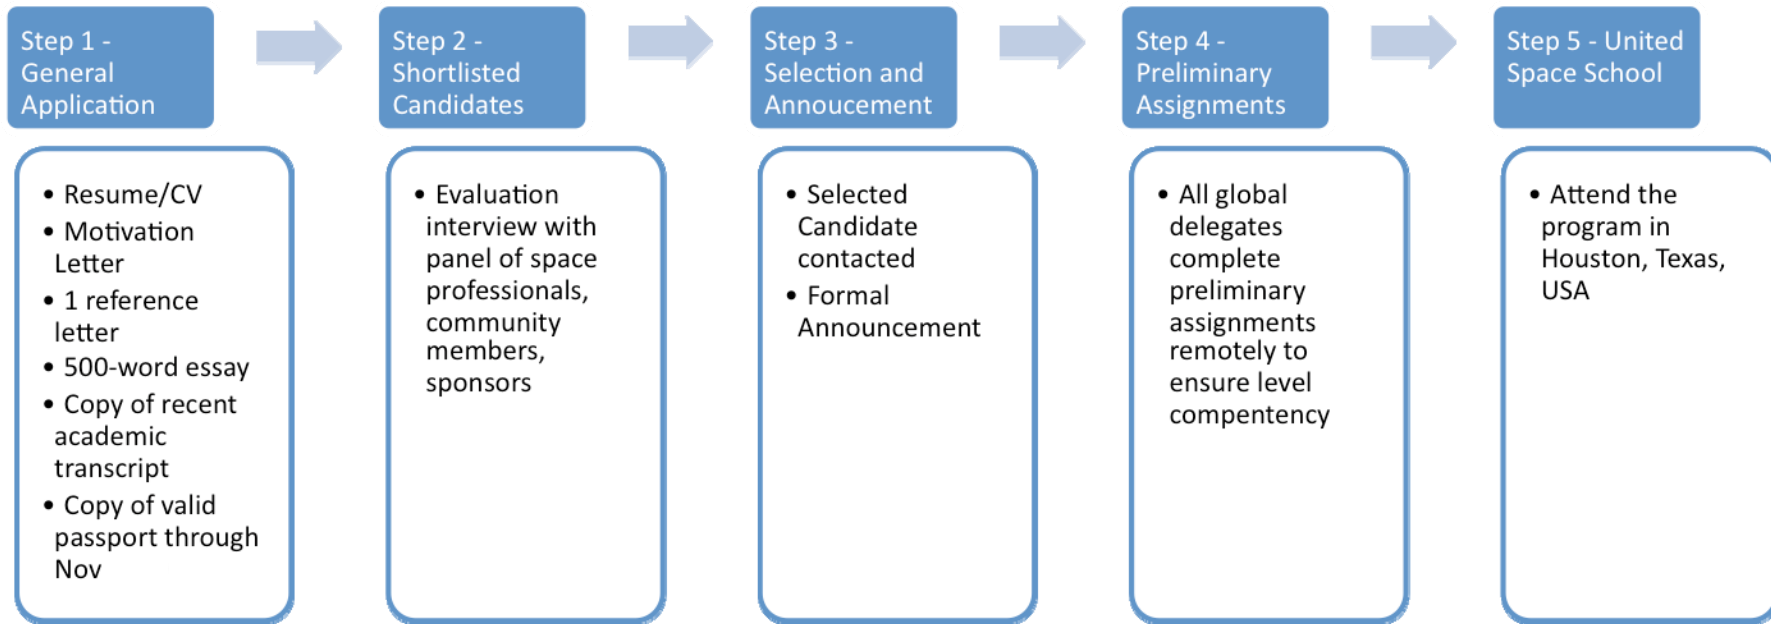 Step 1 -
General
Application
• Resume/CV
• Motivation
Letter
• 1 reference
letter
• 500-word essay
• Copy of recent
academic
transcript
• Copy of valid
passport through
Nov
Step 2 -
Shortlisted
Candidates
• Evaluation
interview with
panel of space
professionals,
community
members,
sponsors
Step 3 -
Selection and
Annoucement
• Selected
Candidate
contacted
• Formal
Announcement
Step 4 -
Preliminary
Assignments
• All global
delegates
complete
preliminary
assignments
remotely to
ensure level
compentency
Step 5 - United
Space School
• Attend the
program in
Houston, Texas,
USA